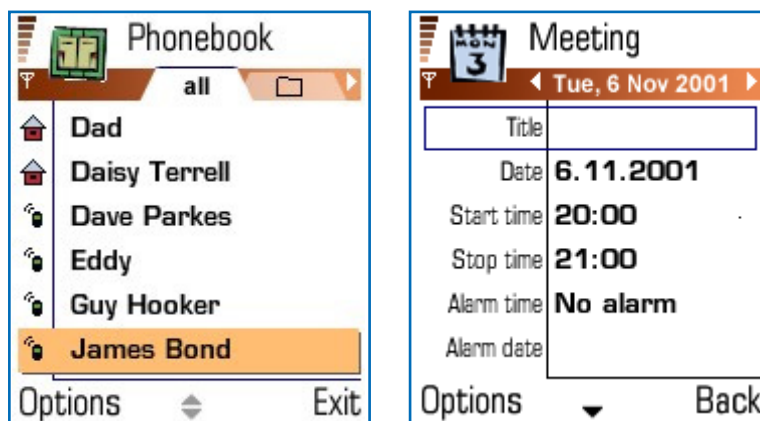 Phonebook
all
Dad
Daisy Terrell
Dave Parkes
Eddy
Guy Hooker
James Bond
Options Exit
MON
3
Meeting
Tue, 6 Nov 2001
Title
Date 6.11.2001
Start time 20:00
Stop time 21:00
Alarm time No alarm
Alarm date
Options Back